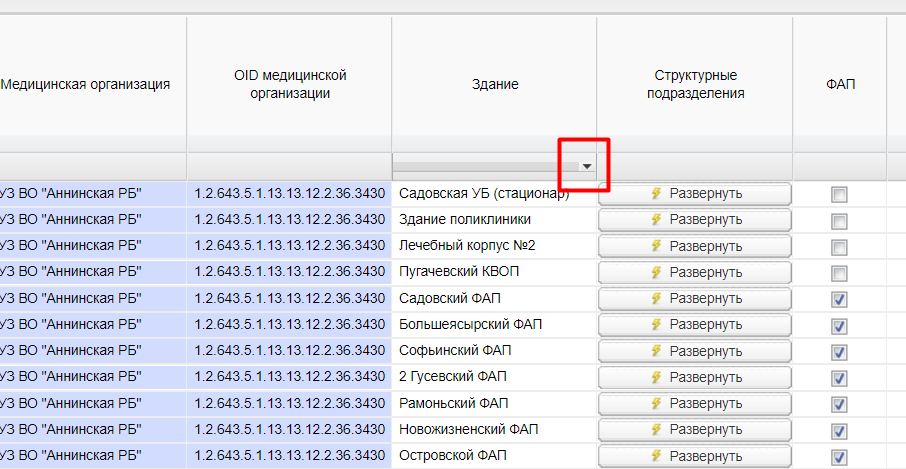 Медицинская организация
OID медицинской
организации
Здание
Структурные
подразделения
ФАП
УЗ ВО "Аннинская РБ" 1.2.643.5.1.13.13.12.2.36.3430 Садовская УБ (стационар) Развернуть
УЗ ВО "Аннинская РБ" 1.2.643.5.1.13.13.12.2.36.3430 Здание поликлиники Развернуть
УЗ ВО "Аннинская РБ" 1.2.643.5.1.13.13.12.2.36.3430 Лечебный корпус №2 Развернуть
УЗ ВО "Аннинская РБ" 1.2.643.5.1.13.13.12.2.36.3430 Пугачевский КВОП Развернуть
УЗ ВО "Аннинская РБ" 1.2.643.5.1.13.13.12.2.36.3430 Садовский ФАП Развернуть
УЗ ВО "Аннинская РБ" 1.2.643.5.1.13.13.12.2.36.3430 Большеясырский ФАП Развернуть
УЗ ВО "Аннинская РБ" 1.2.643.5.1.13.13.12.2.36.3430 Софьинский ФАП Развернуть
УЗ ВО "Аннинская РБ" 1.2.643.5.1.13.13.12.2.36.3430 2 Гусевский ФАП Развернуть
УЗ ВО "Аннинская РБ" 1.2.643.5.1.13.13.12.2.36.3430 Рамоньский ФАП Развернуть
УЗ ВО "Аннинская РБ" 1.2.643.5.1.13.13.12.2.36.3430 Новожизненский ФАП Развернуть
УЗ ВО "Аннинская РБ" 1.2.643.5.1.13.13.12.2.36.3430 Островской ФАП Развернуть